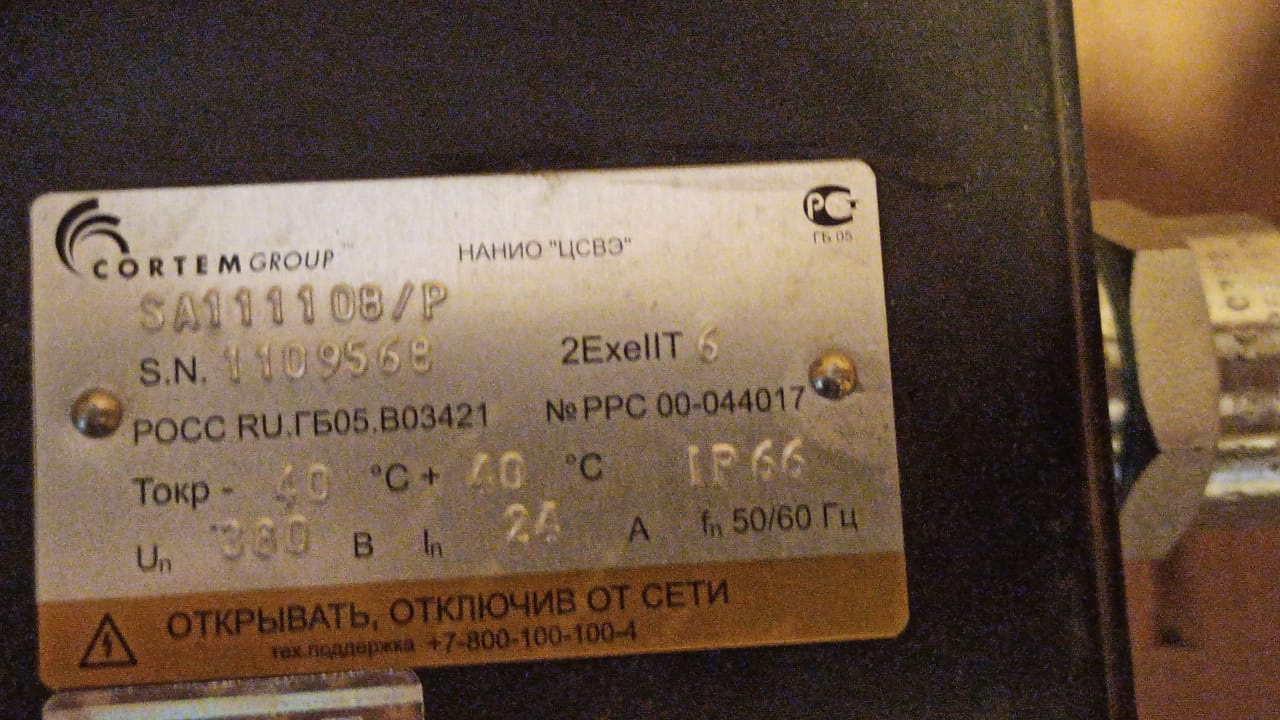 CORTEM GROUP
НАНИО "ЦСВЭ"
РС
ГБ 05
SA111108/P
S.N. 1109568
2ExeIIT 6
РОСС RU.ГБ05.В03421
№ РРС 00-044017
Токр - 40 °С + 40 °С
IP66
Un 380 В In 24 А fn 50/60 Гц
ОТКРЫВАТЬ, ОТКЛЮЧИВ ОТ СЕТИ
тех.поддержка +7-800-100-100-4